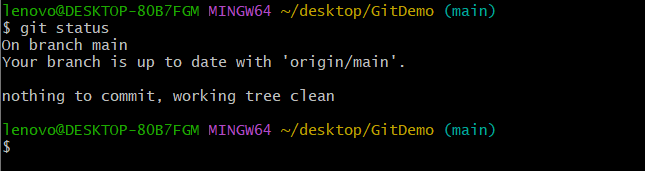 lenovo@DESKTOP-80B7FGM MINGW64 ~/desktop/GitDemo (main)
$ git status
On branch main
Your branch is up to date with 'origin/main'.
nothing to commit, working tree clean
lenovo@DESKTOP-80B7FGM MINGW64 ~/desktop/GitDemo (main)
$